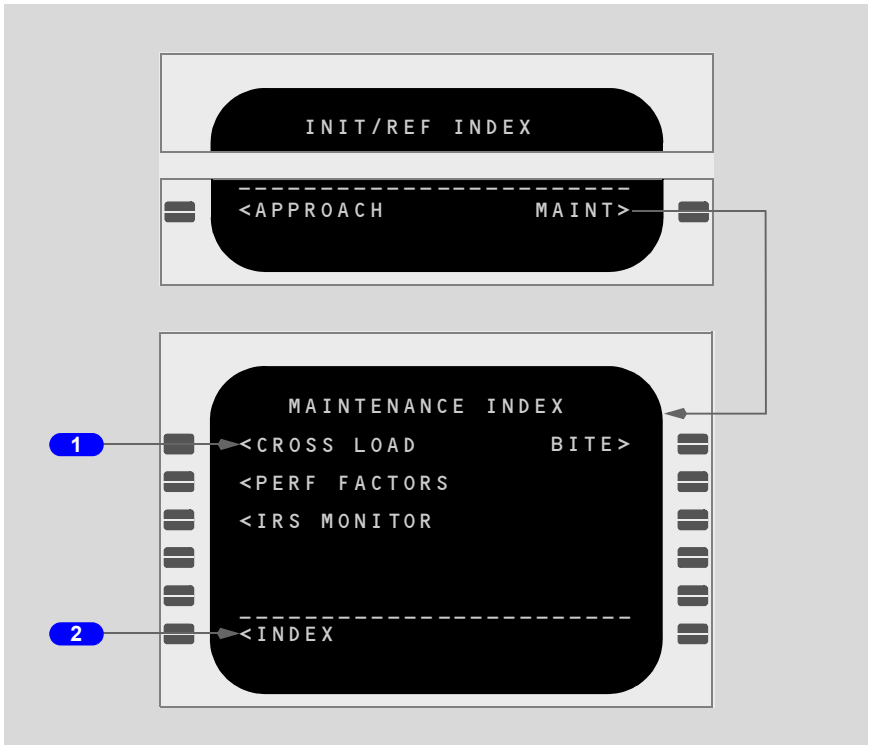 INIT/REF INDEX
<APPROACH MAINT>
MAINTENANCE INDEX
1 <CROSS LOAD BITE>
<PERF FACTORS
<IRS MONITOR
2 <INDEX